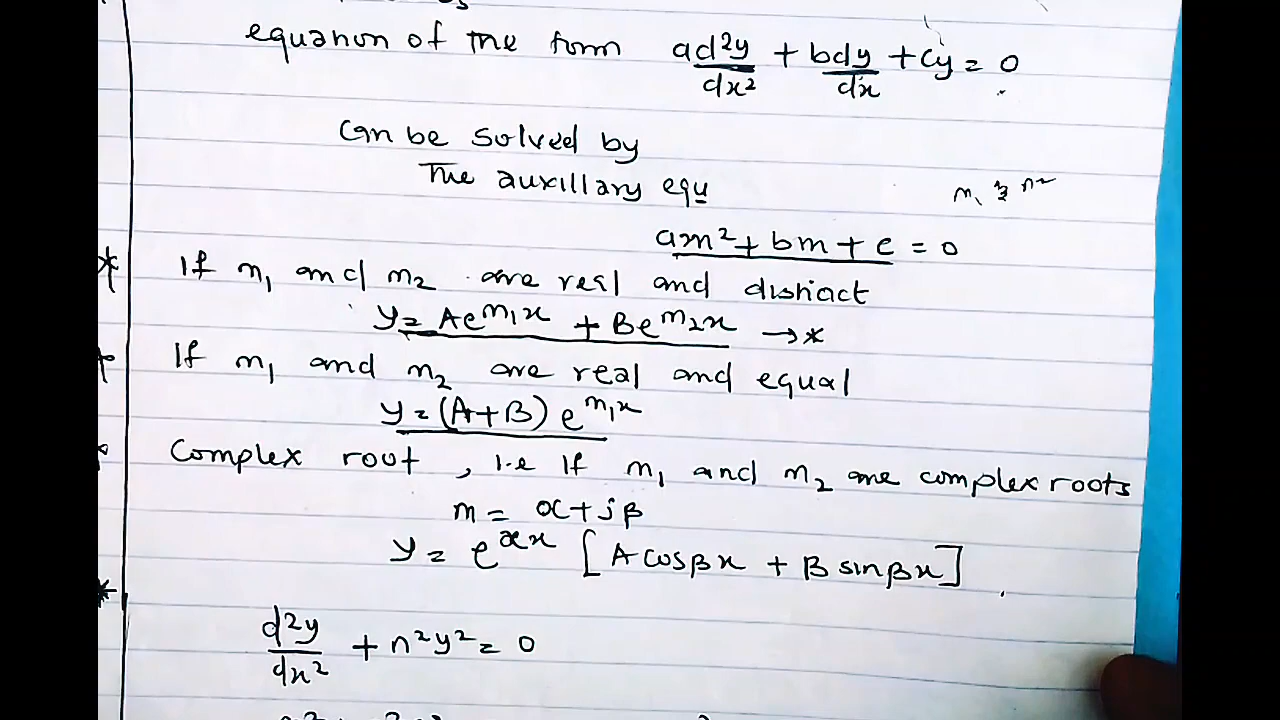 equation of the form ad²y/dx² + bdy/dx + cy = 0
can be solved by
The auxillary equ
m₁ & m₂
am² + bm + c = 0
* If m₁ and m₂ are real and distinct
y = Ae^m₁x + Be^m₂x → *
* If m₁ and m₂ are real and equal
y = (A+B) e^m₁x
* Complex root, i.e If m₁ and m₂ are complex roots
m = α + jβ
y = e^αx [A cosβx + B sinβx]
* d²y/dx² + n²y² = 0